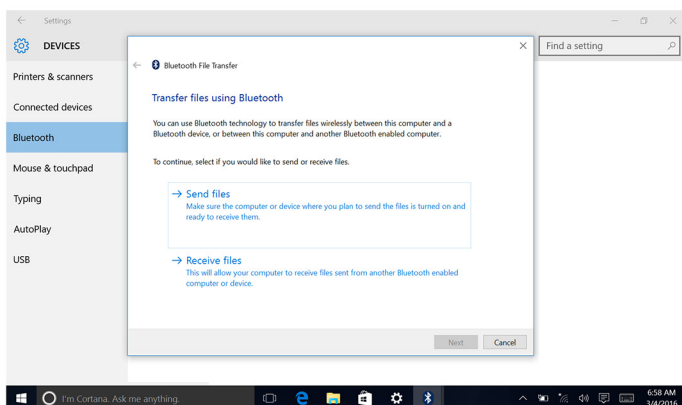 Settings
DEVICES
Find a setting
Printers & scanners
Connected devices
Bluetooth
Mouse & touchpad
Typing
AutoPlay
USB
Bluetooth File Transfer
Transfer files using Bluetooth
You can use Bluetooth technology to transfer files wirelessly between this computer and a
Bluetooth device, or between this computer and another Bluetooth enabled computer.
To continue, select if you would like to send or receive files.
Send files
Make sure the computer or device where you plan to send the files is turned on and
ready to receive them.
Receive files
This will allow your computer to receive files sent from another Bluetooth enabled
computer or device.
Next Cancel
I'm Cortana. Ask me anything.
6:58 AM
3/4/2016